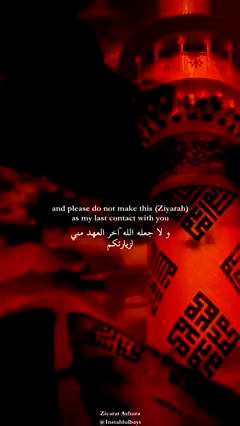 and please do not make this (Ziyarah)
as my last contact with you
و لا جعله الله آخر العهد مني
لزيارتكم
Ziyarat Ashura
@Instahlulbayt